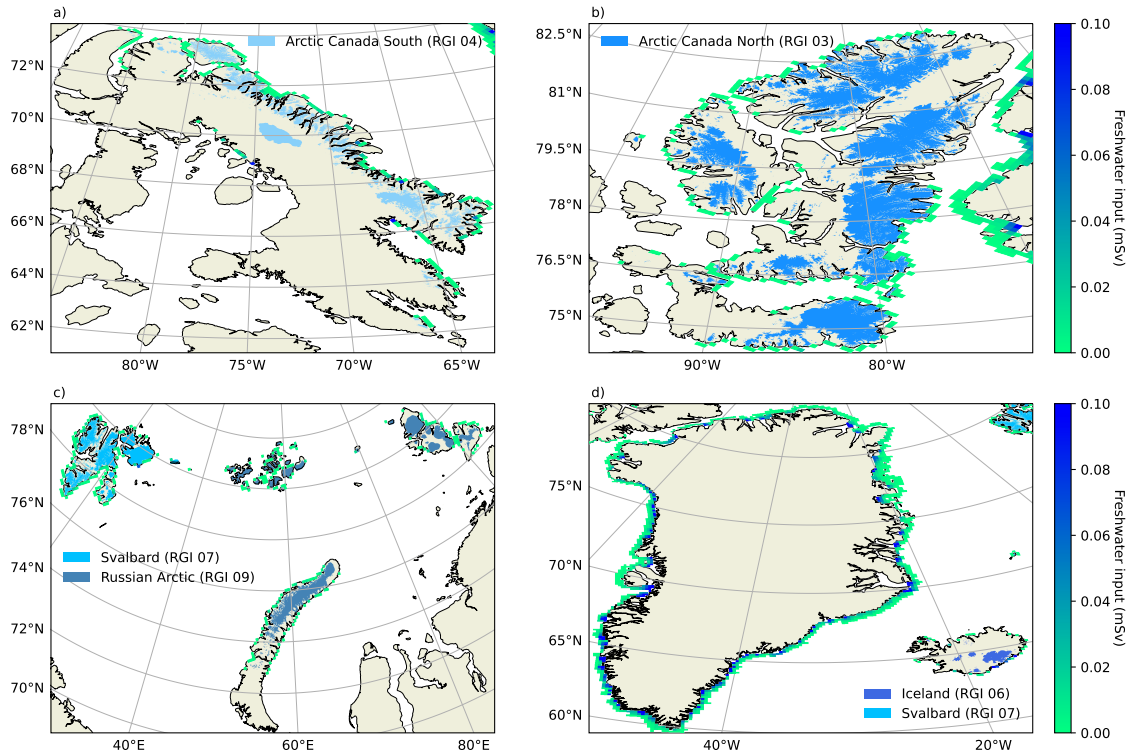 a)
Arctic Canada South (RGI 04)
72°N
70°N
68°N
66°N
64°N
62°N
80°W
75°W
70°W
65°W
b)
Arctic Canada North (RGI 03)
82.5°N
81°N
79.5°N
78°N
76.5°N
75°N
90°W
80°W
0.10
0.08
0.06
0.04
0.02
0.00
Freshwater input (mSv)
c)
78°N
76°N
74°N
72°N
70°N
Svalbard (RGI 07)
Russian Arctic (RGI 09)
40°E
60°E
80°E
d)
75°N
70°N
65°N
60°N
Iceland (RGI 06)
Svalbard (RGI 07)
40°W
20°W
0.10
0.08
0.06
0.04
0.02
0.00
Freshwater input (mSv)